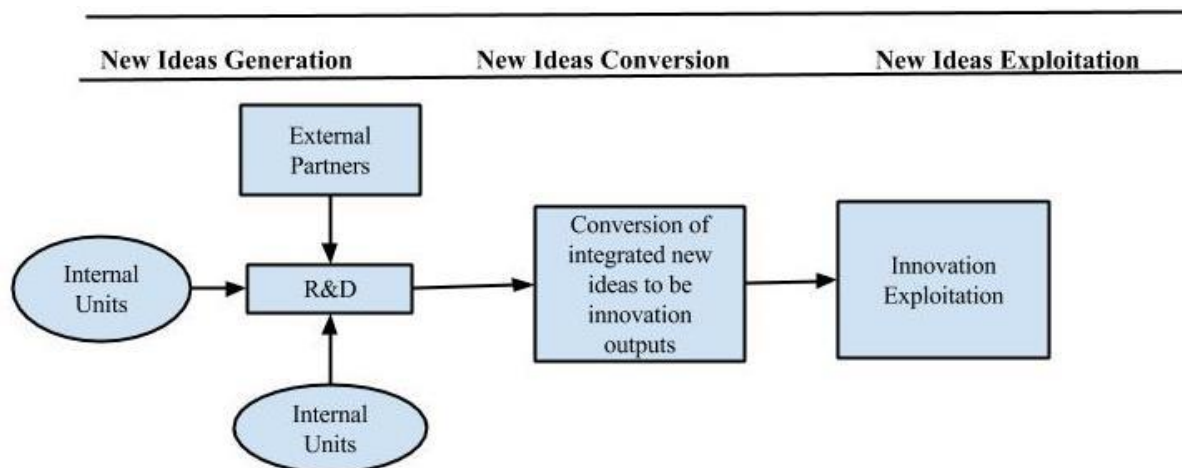 New Ideas Generation
New Ideas Conversion
New Ideas Exploitation
External
Partners
Internal
Units
R&D
Conversion of
integrated new
ideas to be
innovation
outputs
Innovation
Exploitation
Internal
Units